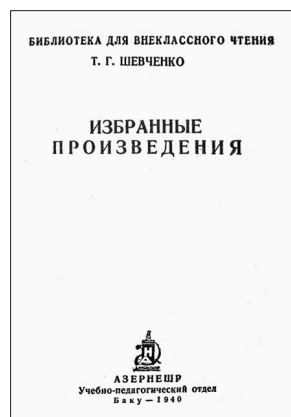 БИБЛИОТЕКА ДЛЯ ВНЕКЛАССНОГО ЧТЕНИЯ
Т. Г. ШЕВЧЕНКО
ИЗБРАННЫЕ
ПРОИЗВЕДЕНИЯ
АЗЕРНЕШР
Учебно-педагогический отдел
Баку — 1940